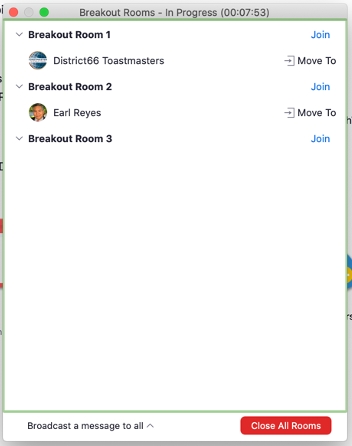 Breakout Rooms - In Progress (00:07:53)
Breakout Room 1 Join
District66 Toastmasters Move To
Breakout Room 2 Join
Earl Reyes Move To
Breakout Room 3 Join
Broadcast a message to all Close All Rooms